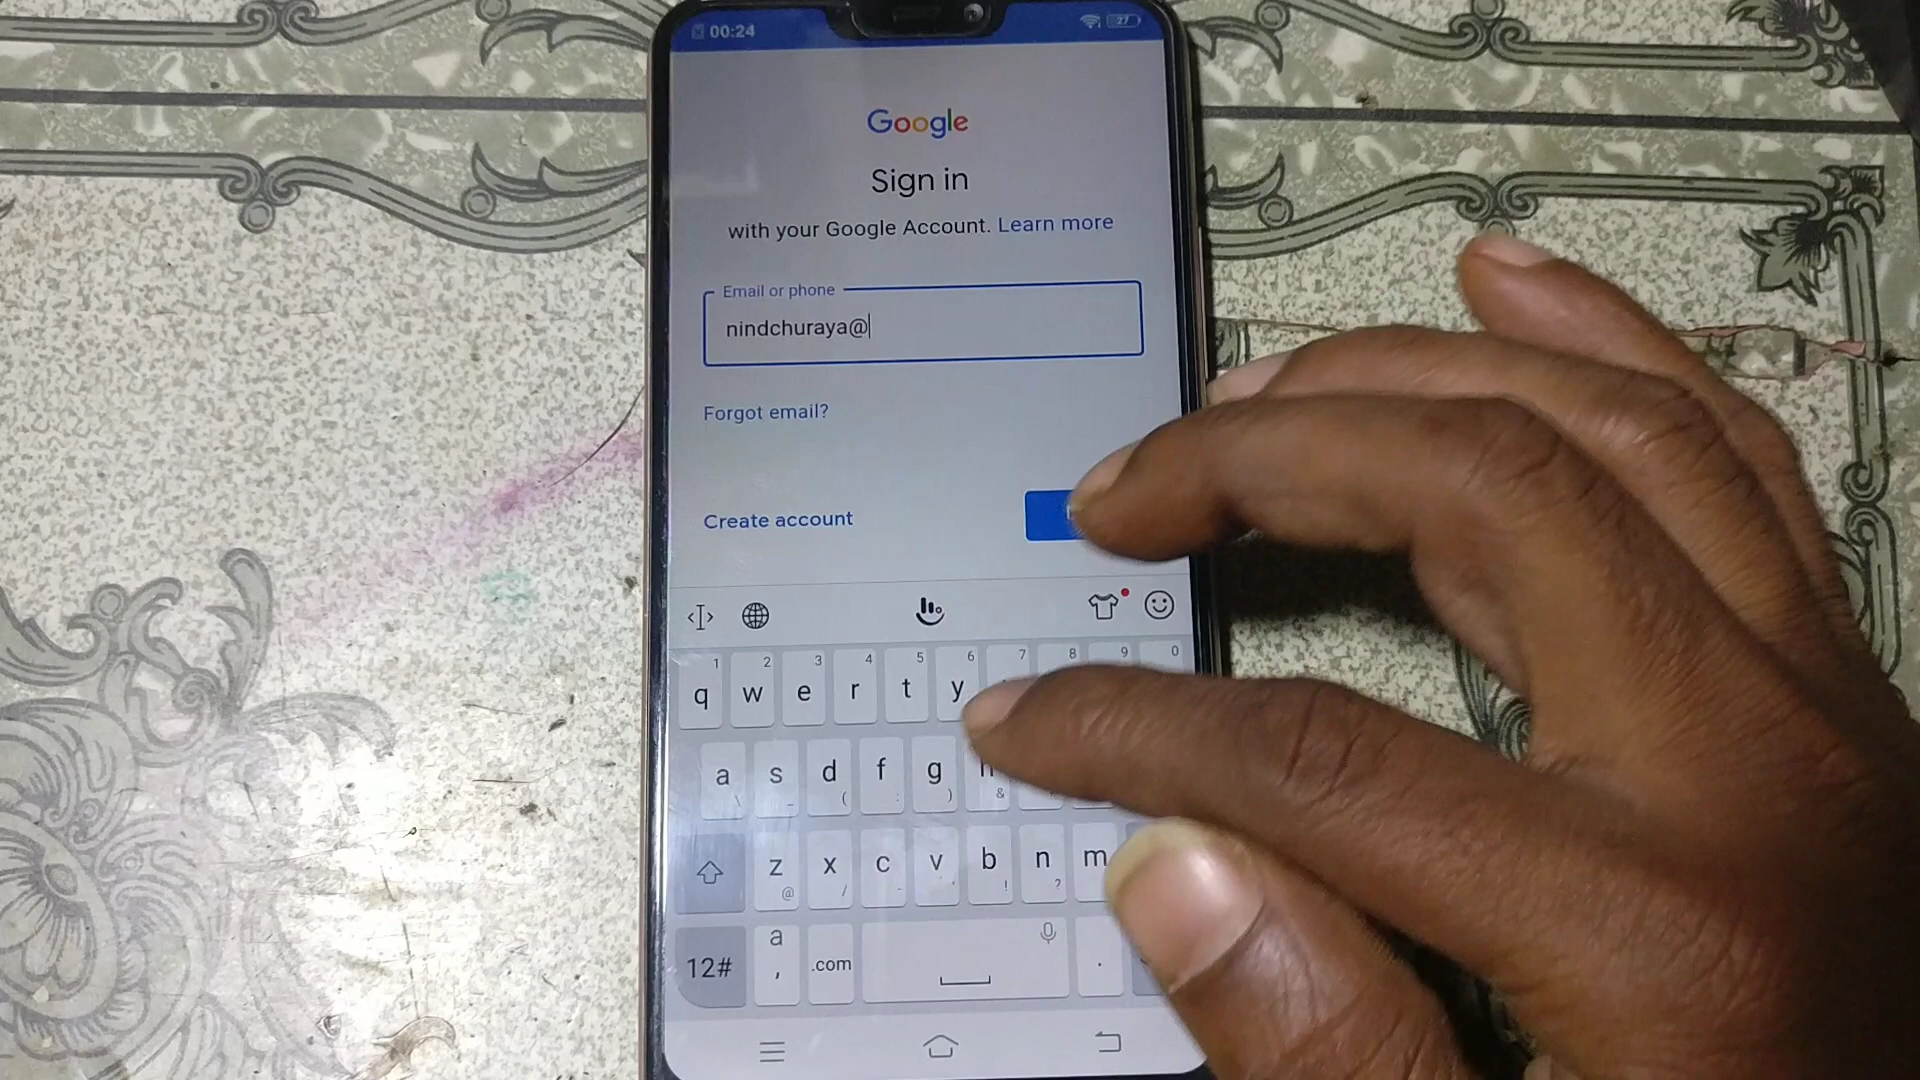 00:24
27
Google
Sign in
with your Google Account. Learn more
Email or phone
nindchuraya@
Forgot email?
Create account
1 2 3 4 5 6 7 8 9 0
q w e r t y
a s d f g h
\ _ ( : ) &
z x c v b n m
@ / - ' ! ?
12# a , .com .